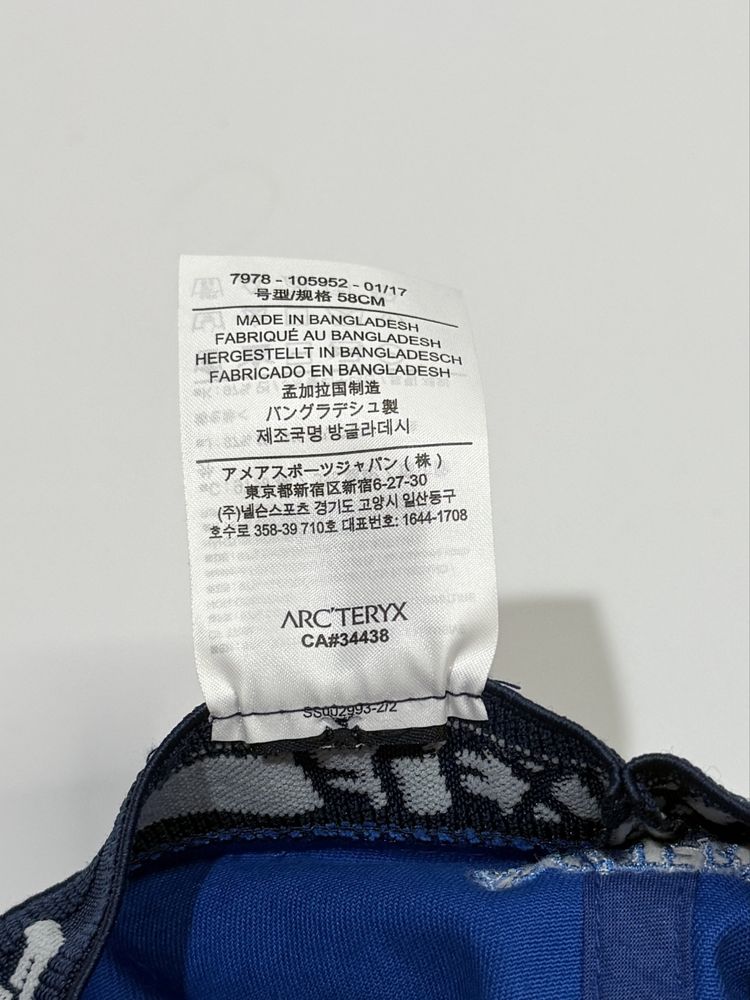 7978 - 105952 - 01/17
号型/规格 58CM
MADE IN BANGLADESH
FABRIQUÉ AU BANGLADESH
HERGESTELLT IN BANGLADESCH
FABRICADO EN BANGLADESH
孟加拉国制造
バングラデシュ製
제조국명 방글라데시
アメアスポーツジャパン ( 株 )
東京都新宿区新宿6-27-30
(주)넬슨스포츠 경기도 고양시 일산동구
호수로 358-39 710호 대표번호: 1644-1708
ARC'TERYX
CA#34438
SS002993-2/2